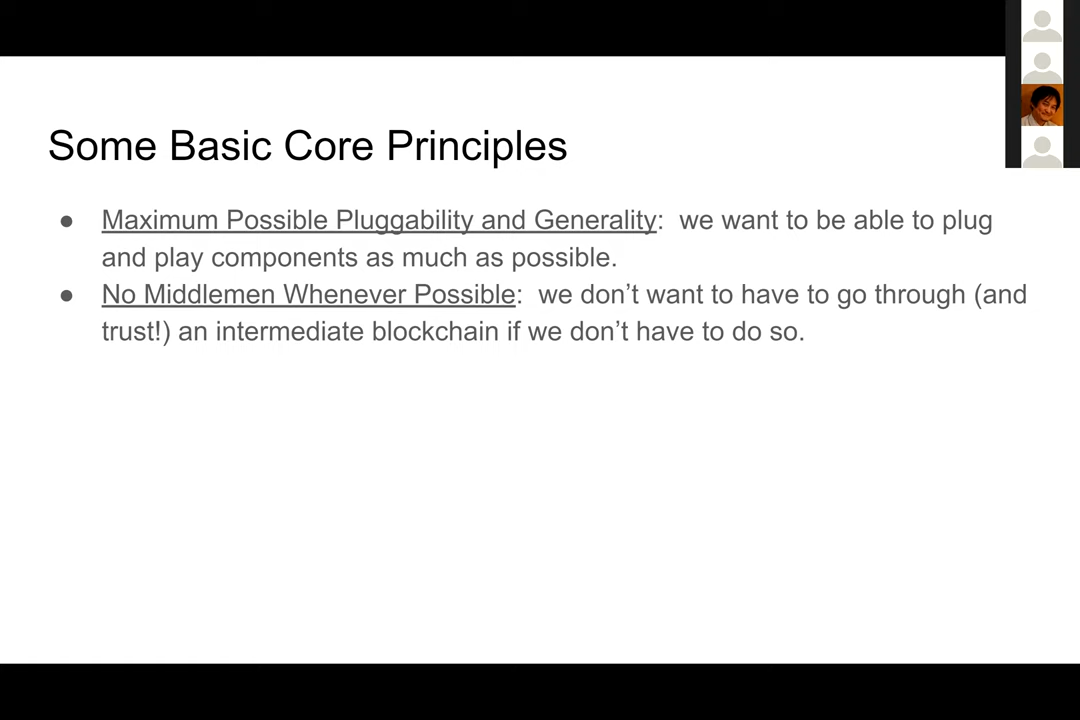 Some Basic Core Principles
● Maximum Possible Pluggability and Generality:  we want to be able to plug
and play components as much as possible.
● No Middlemen Whenever Possible:  we don’t want to have to go through (and
trust!) an intermediate blockchain if we don’t have to do so.